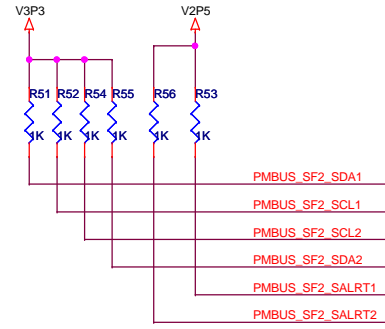 V3P3 V2P5
R51 R52 R54 R55 R56 R53
1K 1K 1K 1K 1K 1K
PMBUS_SF2_SDA1
PMBUS_SF2_SCL1
PMBUS_SF2_SCL2
PMBUS_SF2_SDA2
PMBUS_SF2_SALRT1
PMBUS_SF2_SALRT2